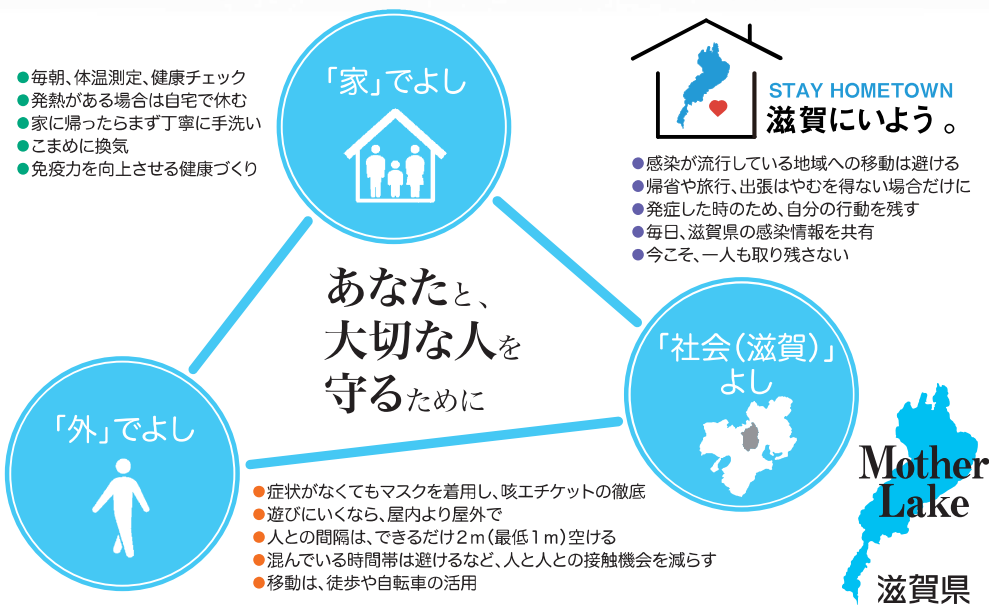 「家」でよし
●毎朝、体温測定、健康チェック
●発熱がある場合は自宅で休む
●家に帰ったらまず丁寧に手洗い
●こまめに換気
●免疫力を向上させる健康づくり
STAY HOMETOWN
滋賀にいよう。
●感染が流行している地域への移動は避ける
●帰省や旅行、出張はやむを得ない場合だけに
●発症した時のため、自分の行動を残す
●毎日、滋賀県の感染情報を共有
●今こそ、一人も取り残さない
あなたと、
大切な人を
守るために
「社会(滋賀)」
よし
「外」でよし
●症状がなくてもマスクを着用し、咳エチケットの徹底
●遊びにいくなら、屋内より屋外で
●人との間隔は、できるだけ2m(最低1m)空ける
●混んでいる時間帯は避けるなど、人と人との接触機会を減らす
●移動は、徒歩や自転車の活用
Mother
Lake
滋賀県